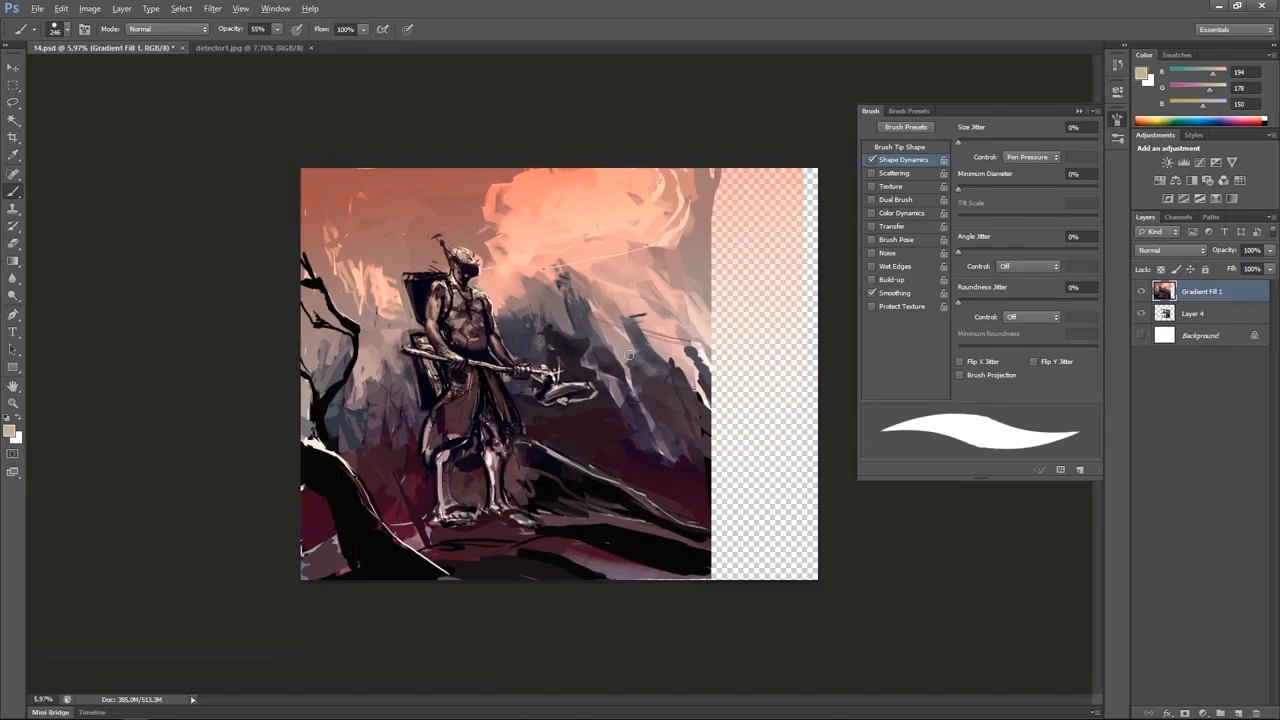 Ps File Edit Image Layer Type Select Filter View Window Help
246 Mode: Normal Opacity: 55% Flow: 100% Essentials
14.psd @ 5,97% (Gradient Fill 1, RGB/8) * × detector1.jpg @ 7,76% (RGB/8) ×
Color Swatches
R 194
G 178
B 150
Adjustments Styles
Add an adjustment
Layers Channels Paths
Kind
Normal Opacity: 100%
Lock: Fill: 100%
Gradient Fill 1
Layer 4
Background
Brush Brush Presets
Brush Presets
Brush Tip Shape
Shape Dynamics
Scattering
Texture
Dual Brush
Color Dynamics
Transfer
Brush Pose
Noise
Wet Edges
Build-up
Smoothing
Protect Texture
Size Jitter 0%
Control: Pen Pressure
Minimum Diameter 0%
Tilt Scale
Angle Jitter 0%
Control: Off
Roundness Jitter 0%
Control: Off
Minimum Roundness
Flip X Jitter Flip Y Jitter
Brush Projection
5,97% Doc: 385,0M/513,3M
Mini Bridge Timeline